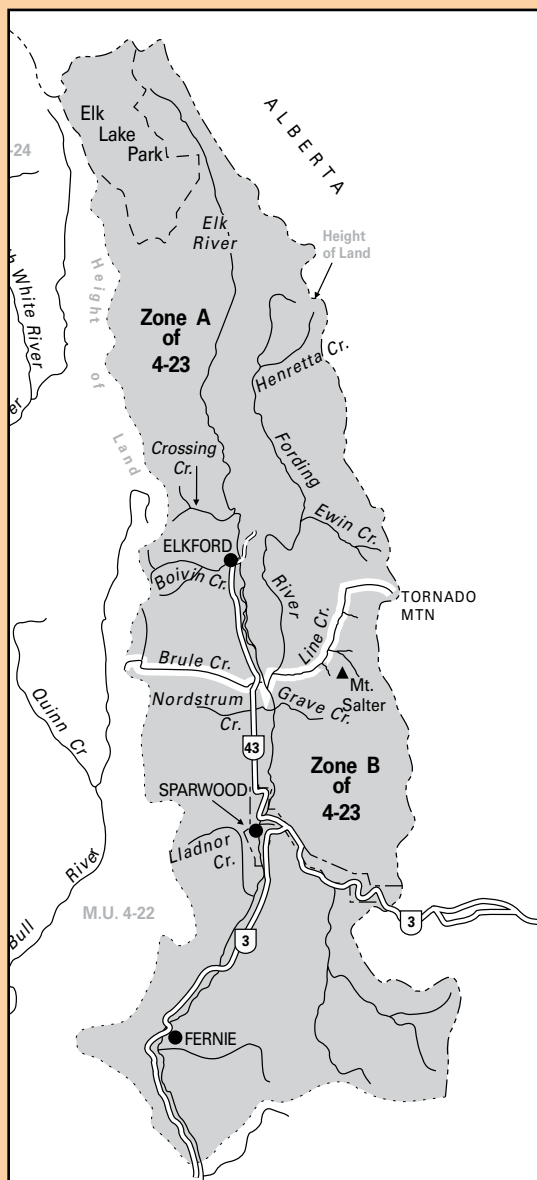 Elk
Lake
Park
ALBERTA
-24
Elk
River
Height
of Land
Height of Land
White River
Zone A
of
4-23
Henretta Cr.
Crossing
Cr.
Fording
River
Ewin Cr.
ELKFORD
Boivin Cr.
TORNADO
MTN
Line Cr.
Brule Cr.
Mt.
Salter
Nordstrum
Cr.
Grave Cr.
Quinn Cr
43
Zone B
of
4-23
SPARWOOD
Lladnor
Cr.
Bull River
M.U. 4-22
3
3
FERNIE